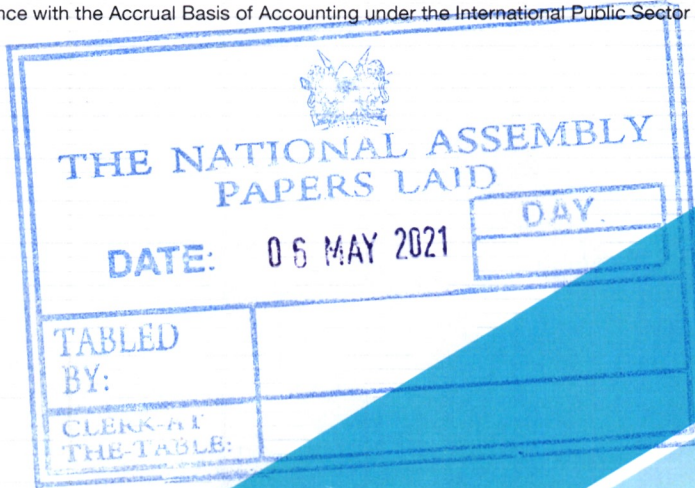 nce with the Accrual Basis of Accounting under the International Public Sector
THE NATIONAL ASSEMBLY
PAPERS LAID
DATE: 06 MAY 2021
DAY.
TABLED
BY:
CLERK-AT
THE-TABLE: